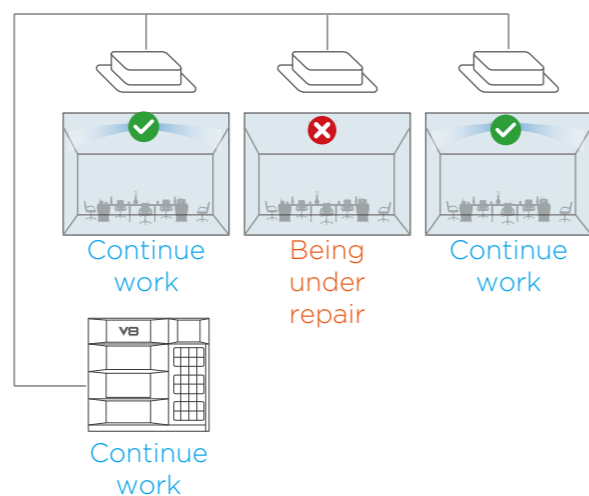 Continue
work
Being
under
repair
Continue
work
V8
Continue
work